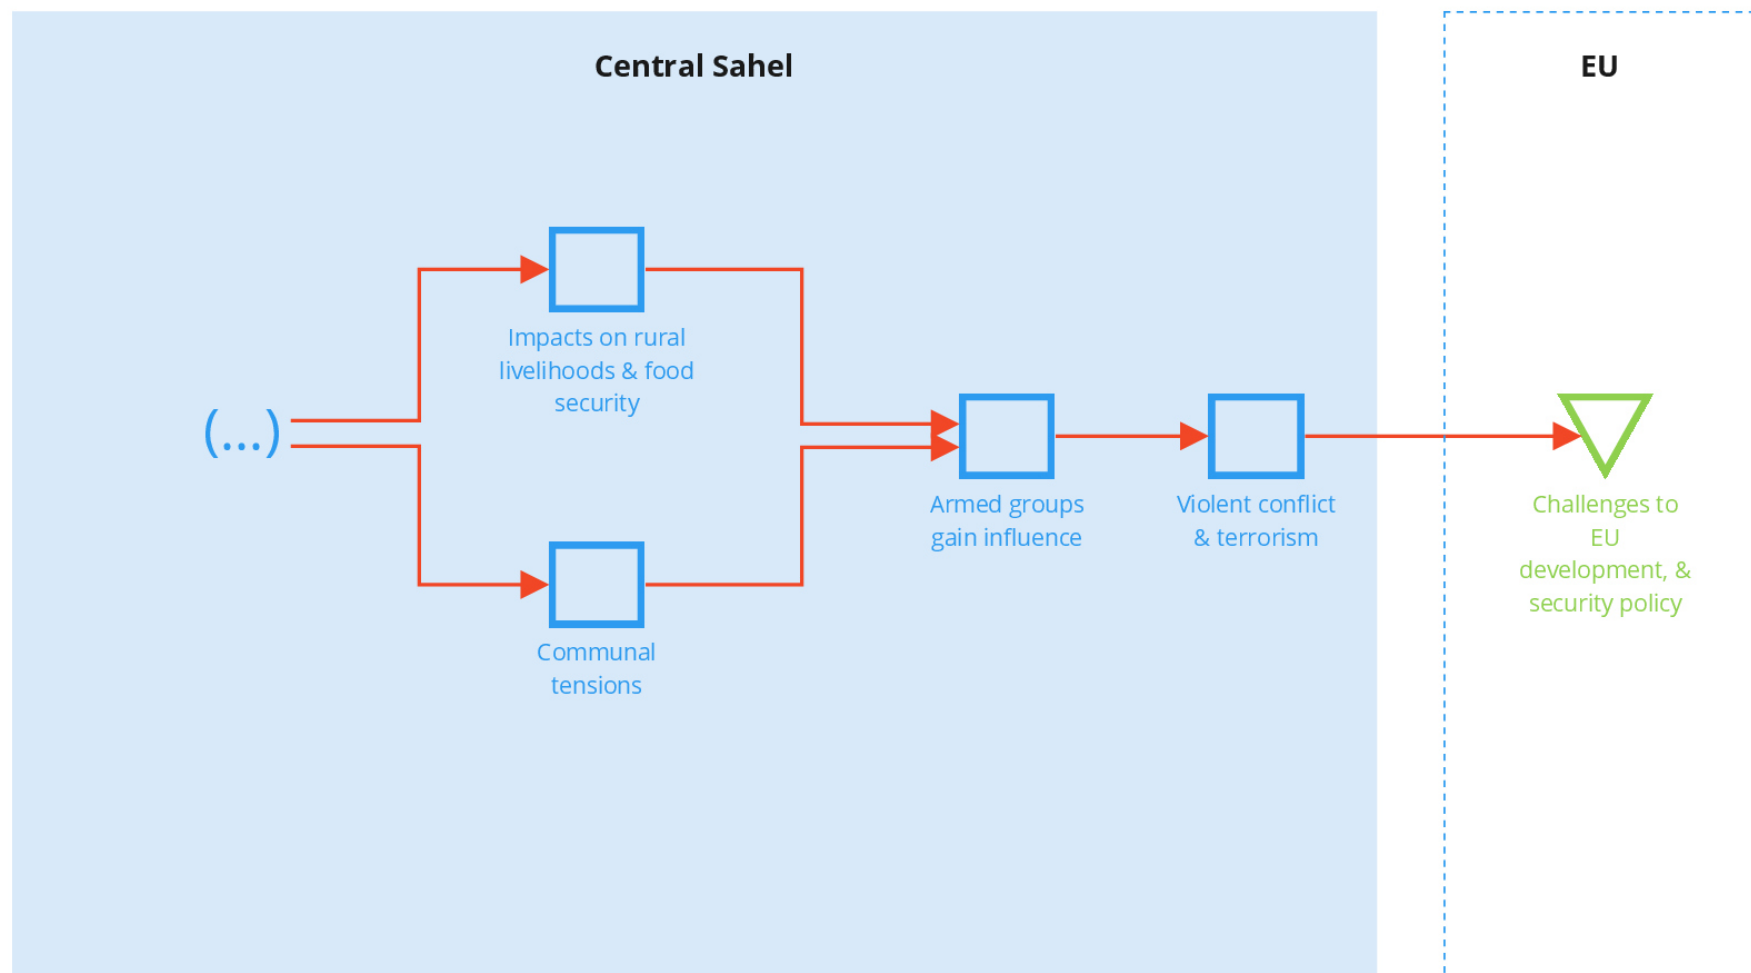 Central Sahel
EU
Impacts on rural
livelihoods & food
security
(...)
Armed groups
gain influence
Violent conflict
& terrorism
Challenges to
EU
development, &
security policy
Communal
tensions